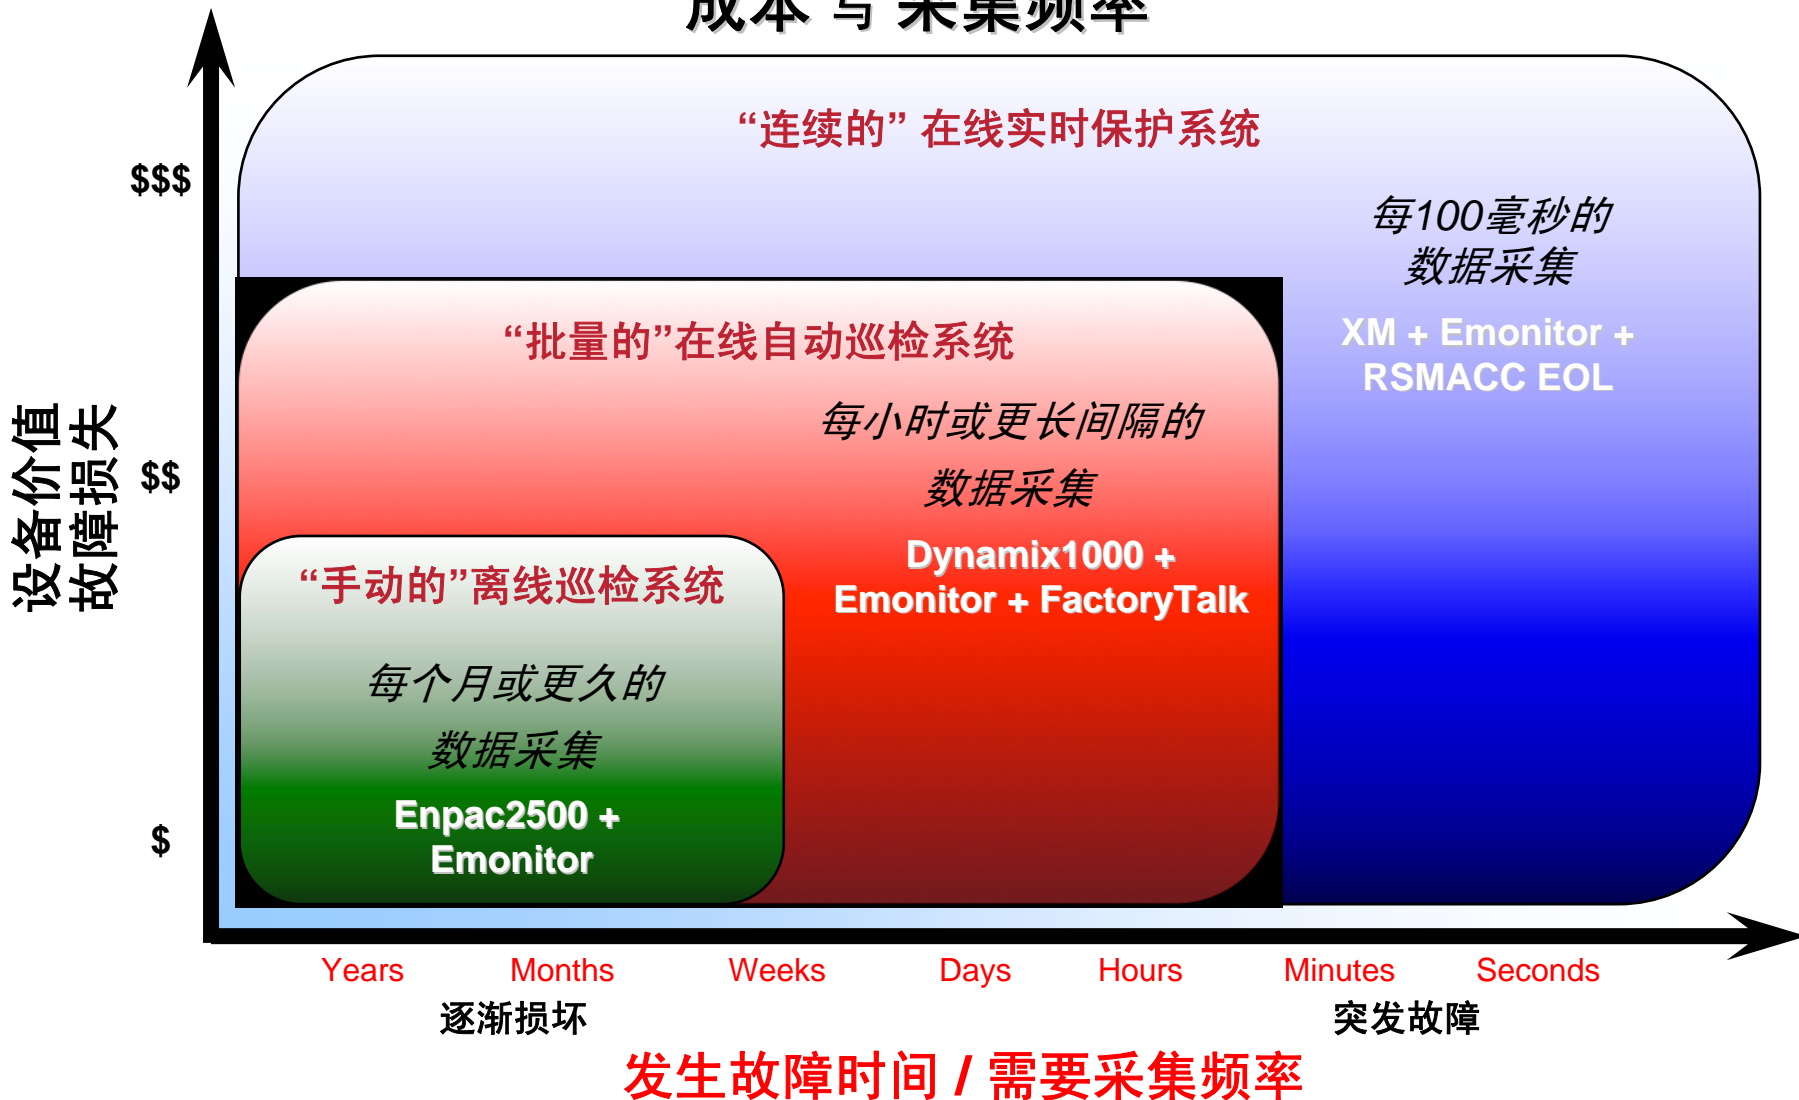 成本 与 采集频率
“连续的” 在线实时保护系统
$$$
每100毫秒的
数据采集
XM + Emonitor +
RSMACC EOL
“批量的”在线自动巡检系统
每小时或更长间隔的
数据采集
Dynamix1000 +
Emonitor + FactoryTalk
设备价值
故障损失
$$
“手动的”离线巡检系统
每个月或更久的
数据采集
Enpac2500 +
Emonitor
$
Years Months Weeks Days Hours Minutes Seconds
逐渐损坏 突发故障
发生故障时间 / 需要采集频率